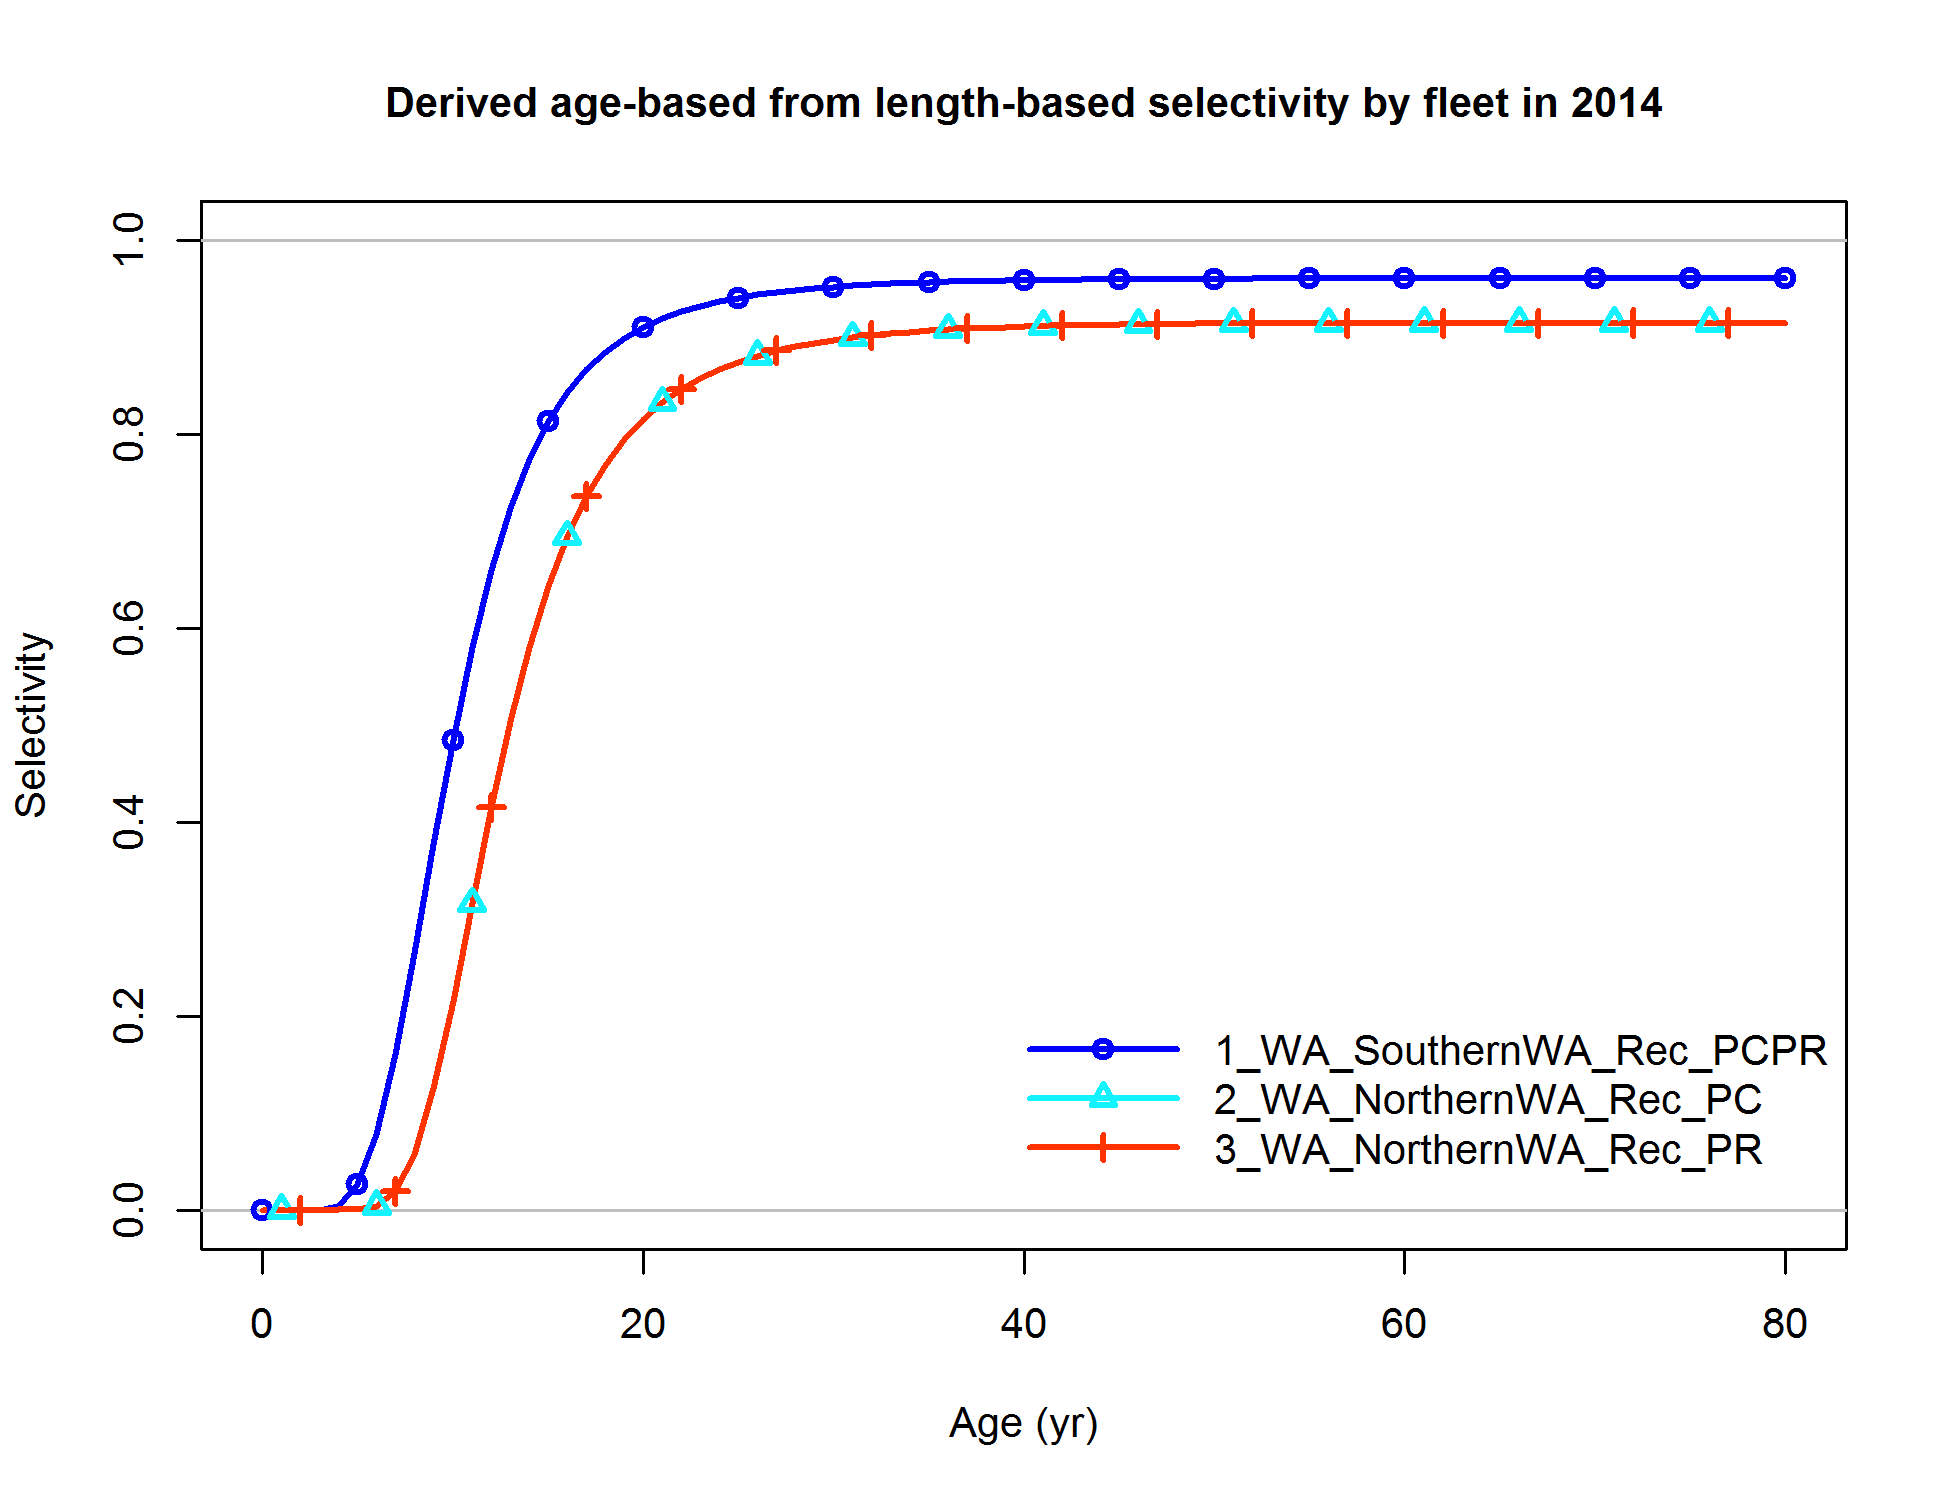 Derived age-based from length-based selectivity by fleet in 2014
1.0
0.8
0.6
0.4
0.2
0.0
Selectivity
1_WA_SouthernWA_Rec_PCPR
2_WA_NorthernWA_Rec_PC
3_WA_NorthernWA_Rec_PR
0 20 40 60 80
Age (yr)